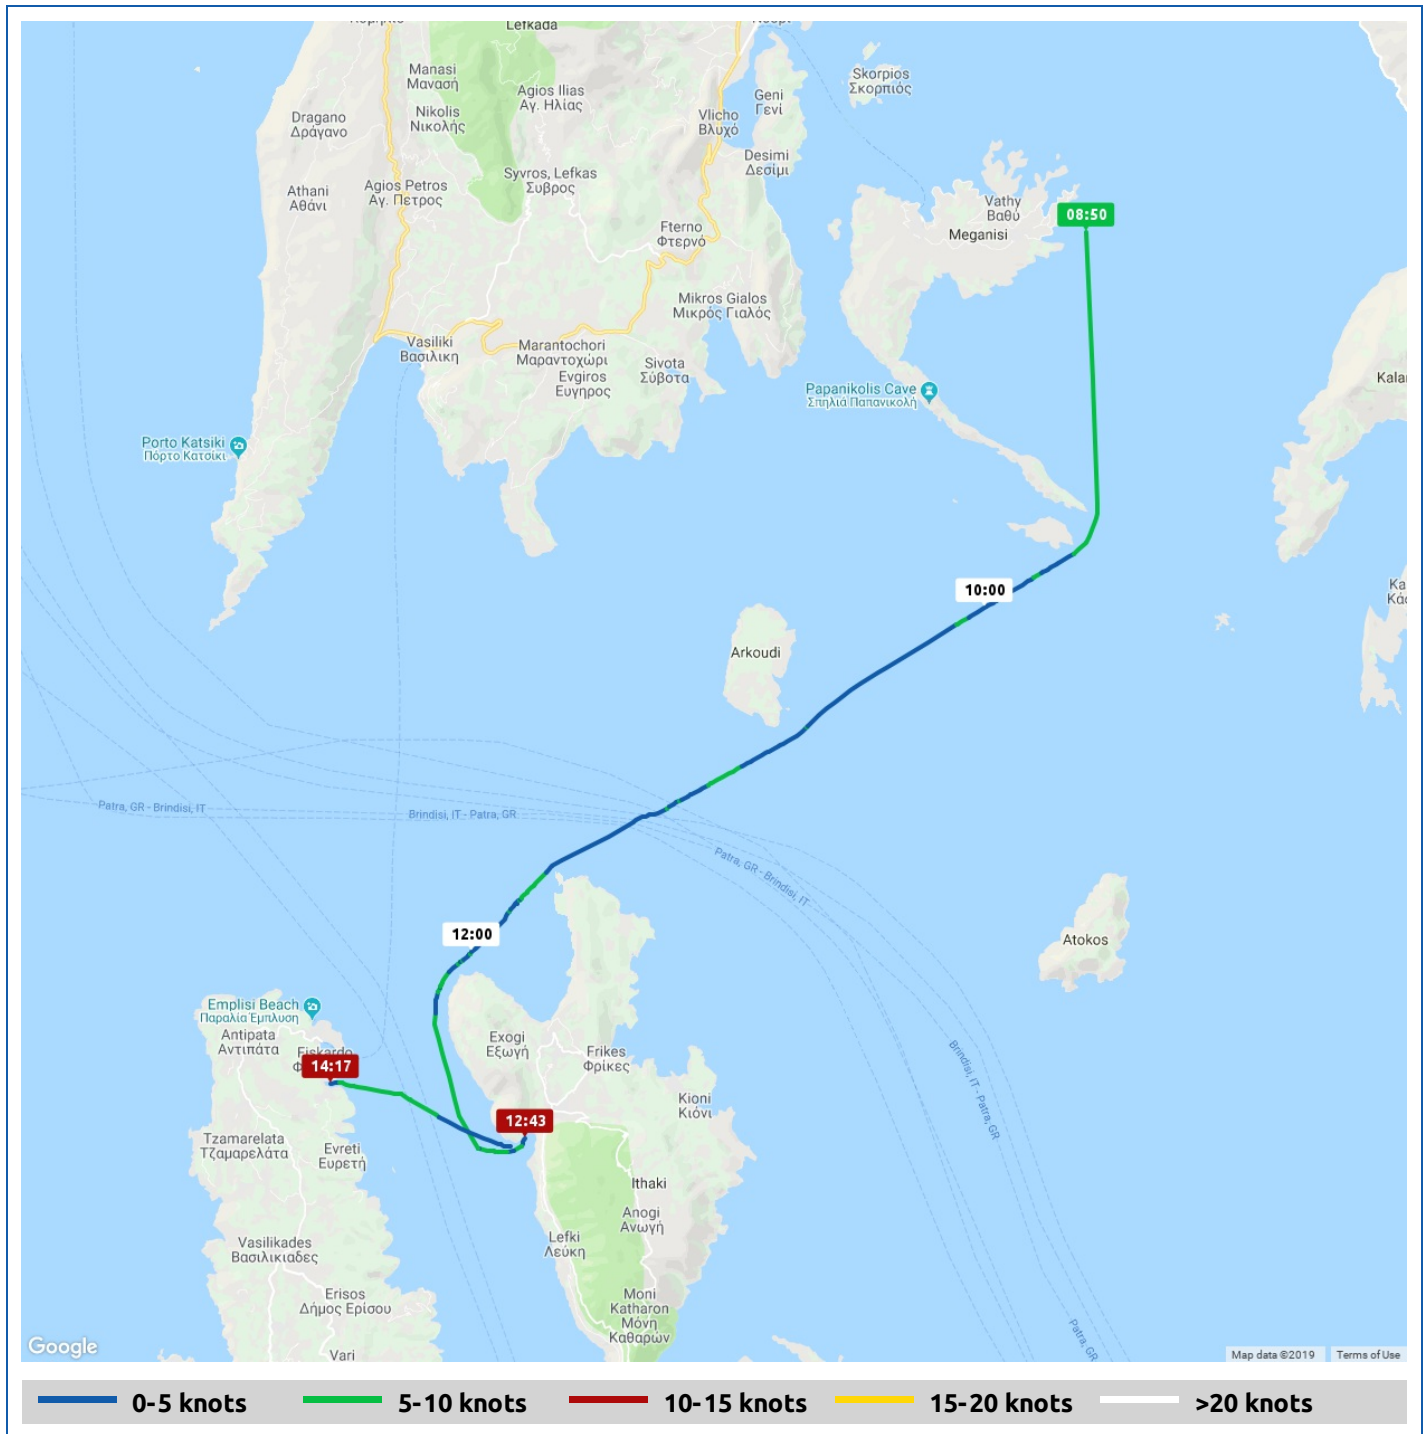 Lefkada
Manasi
Μανασή
Skorpios
Σκορπιός
Agios Ilias
Αγ. Ηλίας
Geni
Γενί
Dragano
Δράγανο
Nikolis
Νικολής
Vlicho
Βλυχό
Desimi
Δεσίμι
Athani
Αθάνι
Agios Petros
Αγ. Πετρος
Syvros, Lefkas
Συβρος
Vathy
Βαθύ
08:50
Fterno
Φτερνό
Meganisi
Mikros Gialos
Μικρός Γιαλός
Vasiliki
Βασιλικη
Marantochori
Μαραντοχώρι
Evgiros
Ευγηρος
Sivota
Σύβοτα
Papanikolis Cave
Σπηλιά Παπανικολή
Porto Katsiki
Πόρτο Κατσίκι
10:00
Arkoudi
Patra, GR - Brindisi, IT
Brindisi, IT - Patra, GR
Patra, GR - Brindisi, IT
12:00
Atokos
Emplisi Beach
Παραλία Έμπλυση
Antipata
Αντιπάτα
Fiskardo
14:17
Exogi
Εξωγή
Frikes
Φρίκες
Kioni
Κιόνι
12:43
Brindisi, IT - Patra, GR
Tzamarelata
Τζαμαρελάτα
Evreti
Ευρετή
Ithaki
Anogi
Ανωγή
Vasilikades
Βασιλικιαδες
Lefki
Λεύκη
Erisos
Δήμος Ερίσου
Moni
Katharon
Μόνη
Καθαρών
Patra, GR
Vari
Google
Map data ©2019
Terms of Use
0-5 knots
5-10 knots
10-15 knots
15-20 knots
>20 knots